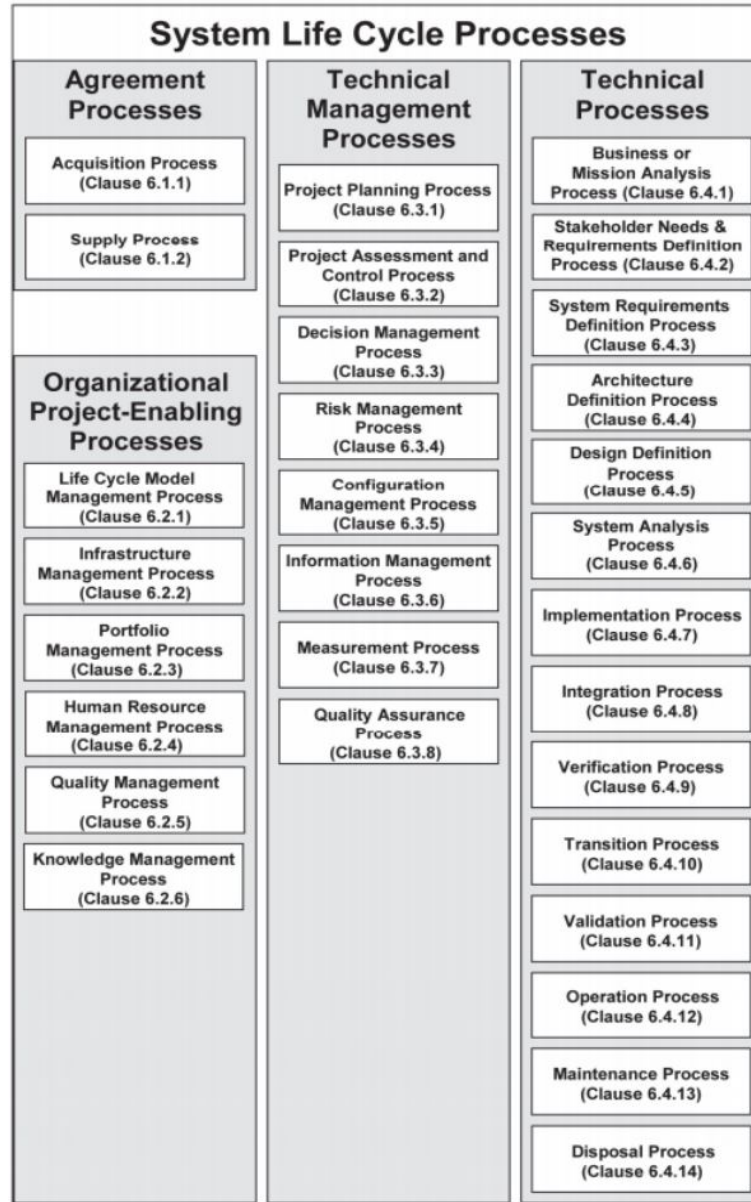 System Life Cycle Processes
Agreement
Processes
Acquisition Process
(Clause 6.1.1)
Supply Process
(Clause 6.1.2)
Organizational
Project-Enabling
Processes
Life Cycle Model
Management Process
(Clause 6.2.1)
Infrastructure
Management Process
(Clause 6.2.2)
Portfolio
Management Process
(Clause 6.2.3)
Human Resource
Management Process
(Clause 6.2.4)
Quality Management
Process
(Clause 6.2.5)
Knowledge Management
Process
(Clause 6.2.6)
Technical
Management
Processes
Project Planning Process
(Clause 6.3.1)
Project Assessment and
Control Process
(Clause 6.3.2)
Decision Management
Process
(Clause 6.3.3)
Risk Management
Process
(Clause 6.3.4)
Configuration
Management Process
(Clause 6.3.5)
Information Management
Process
(Clause 6.3.6)
Measurement Process
(Clause 6.3.7)
Quality Assurance
Process
(Clause 6.3.8)
Technical
Processes
Business or
Mission Analysis
Process (Clause 6.4.1)
Stakeholder Needs &
Requirements Definition
Process (Clause 6.4.2)
System Requirements
Definition Process
(Clause 6.4.3)
Architecture
Definition Process
(Clause 6.4.4)
Design Definition
Process
(Clause 6.4.5)
System Analysis
Process
(Clause 6.4.6)
Implementation Process
(Clause 6.4.7)
Integration Process
(Clause 6.4.8)
Verification Process
(Clause 6.4.9)
Transition Process
(Clause 6.4.10)
Validation Process
(Clause 6.4.11)
Operation Process
(Clause 6.4.12)
Maintenance Process
(Clause 6.4.13)
Disposal Process
(Clause 6.4.14)